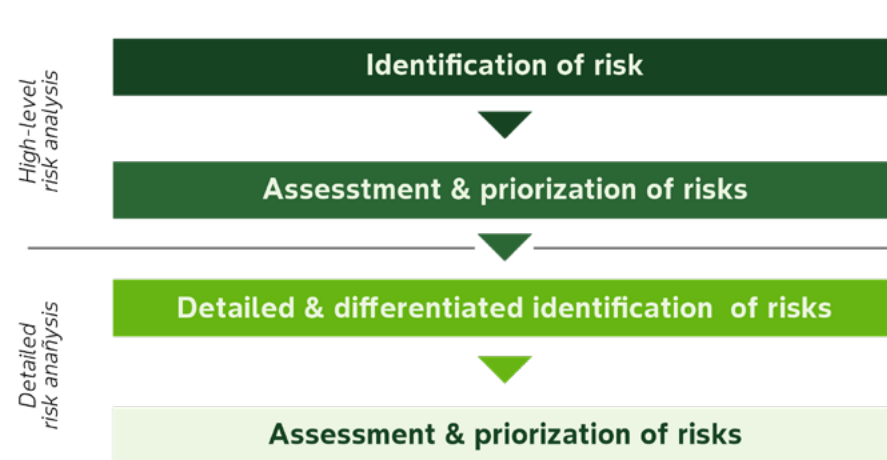 High-level
risk analysis
Identification of risk
Assesstment & priorization of risks
Detailed
risk anañysis
Detailed & differentiated identification  of risks
Assessment & priorization of risks